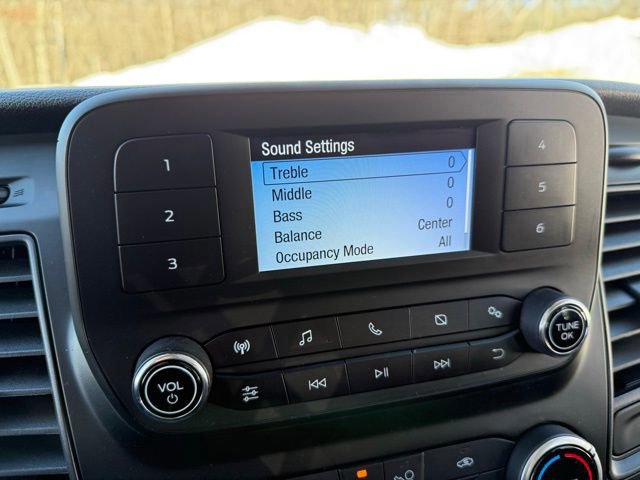 Sound Settings
Treble 0
Middle 0
Bass 0
Balance Center
Occupancy Mode All
1
2
3
4
5
6
VOL
TUNE
OK